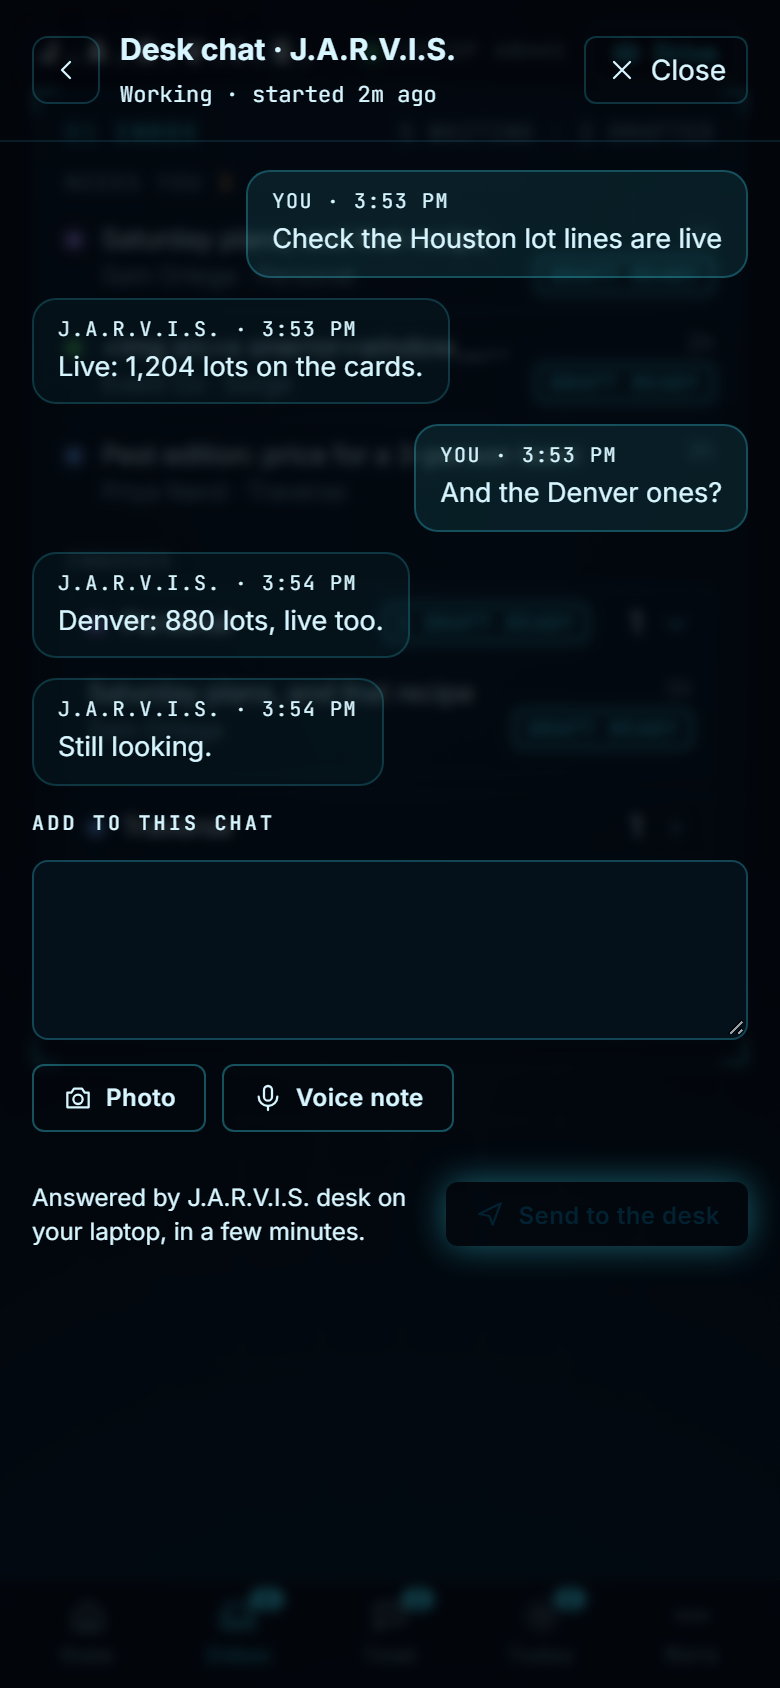 Desk chat · J.A.R.V.I.S.
Working · started 2m ago
Close
YOU · 3:53 PM
Check the Houston lot lines are live
J.A.R.V.I.S. · 3:53 PM
Live: 1,204 lots on the cards.
YOU · 3:53 PM
And the Denver ones?
J.A.R.V.I.S. · 3:54 PM
Denver: 880 lots, live too.
J.A.R.V.I.S. · 3:54 PM
Still looking.
ADD TO THIS CHAT
Photo
Voice note
Answered by J.A.R.V.I.S. desk on
your laptop, in a few minutes.
Send to the desk